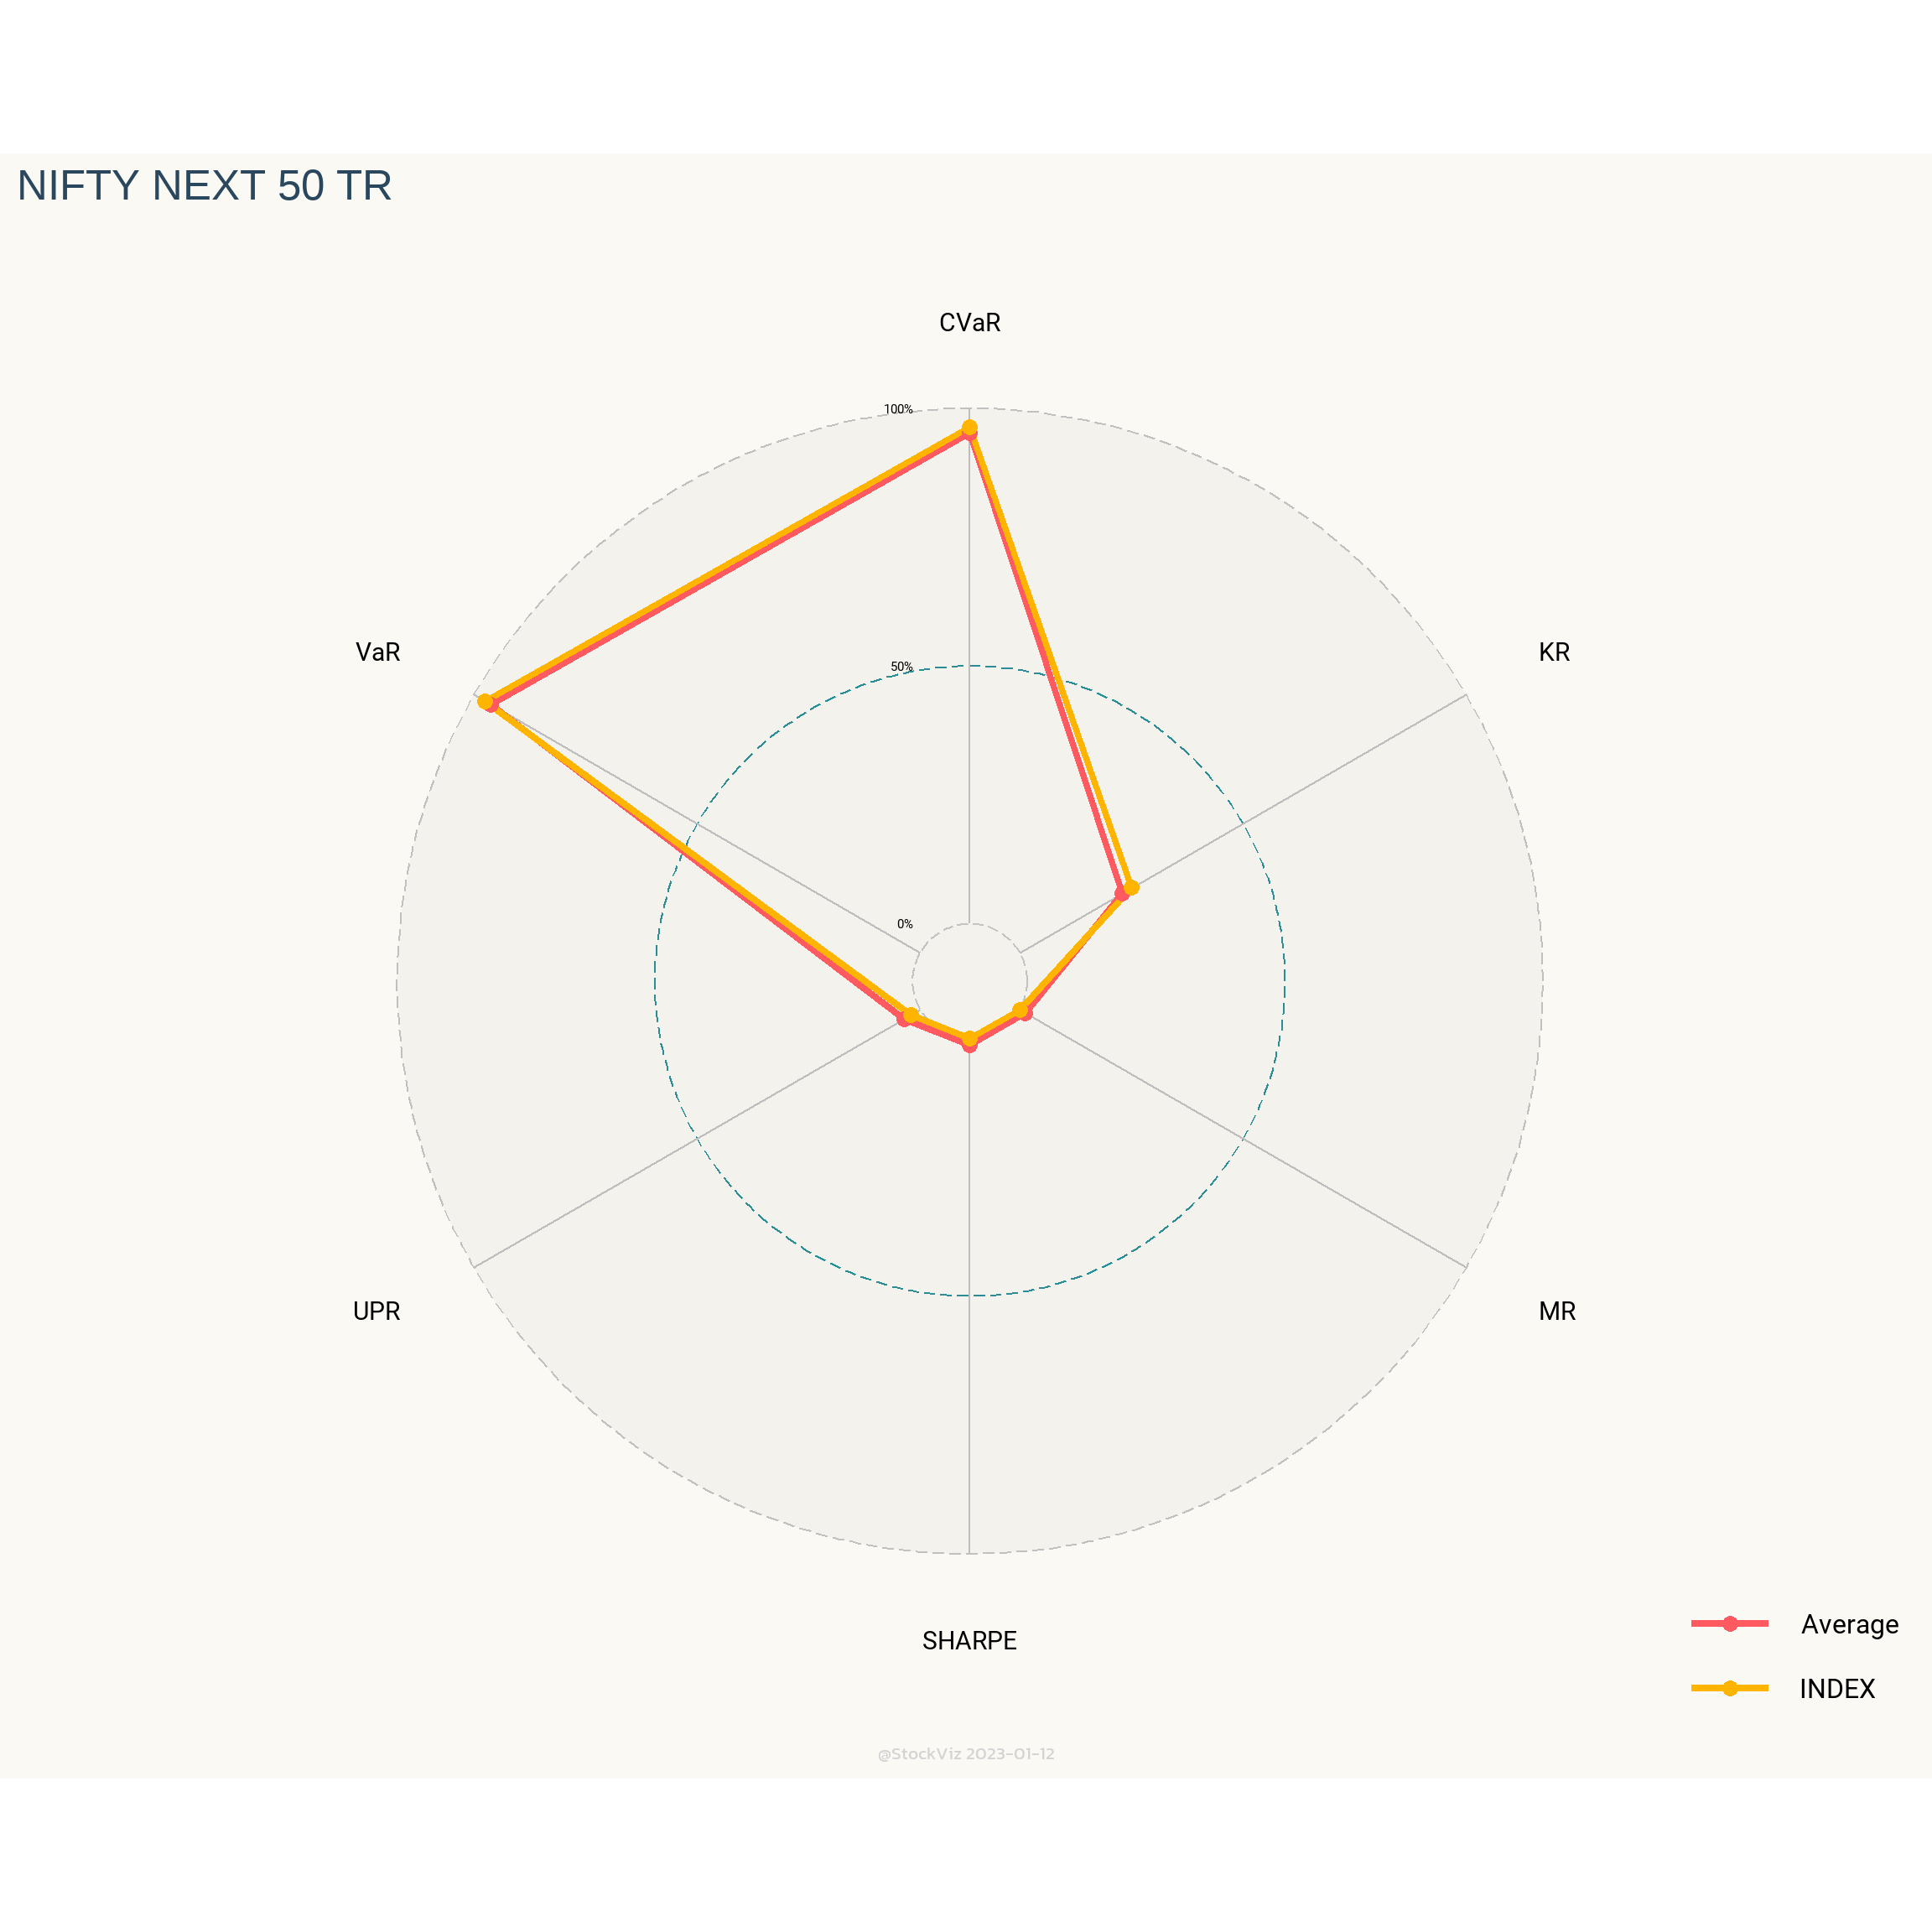 NIFTY NEXT 50 TR
CVaR
100%
VaR
KR
50%
0%
UPR
MR
SHARPE
Average
INDEX
@StockViz 2023-01-12